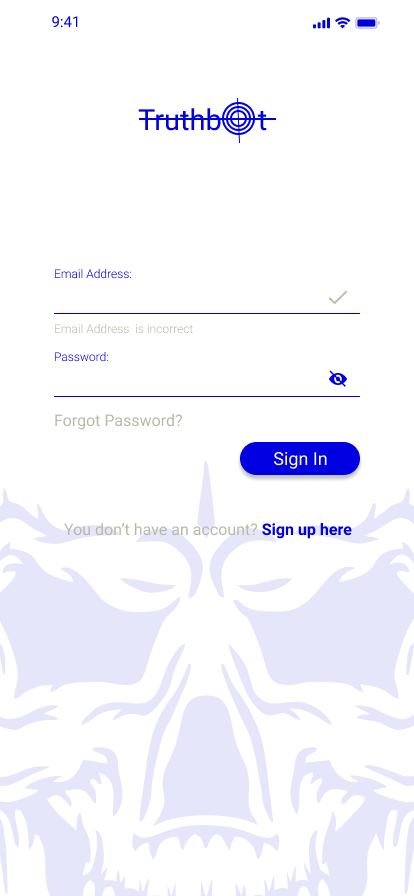 9:41
Truthbot
Email Address:
Email Address is incorrect
Password:
Forgot Password?
Sign In
You don’t have an account? Sign up here